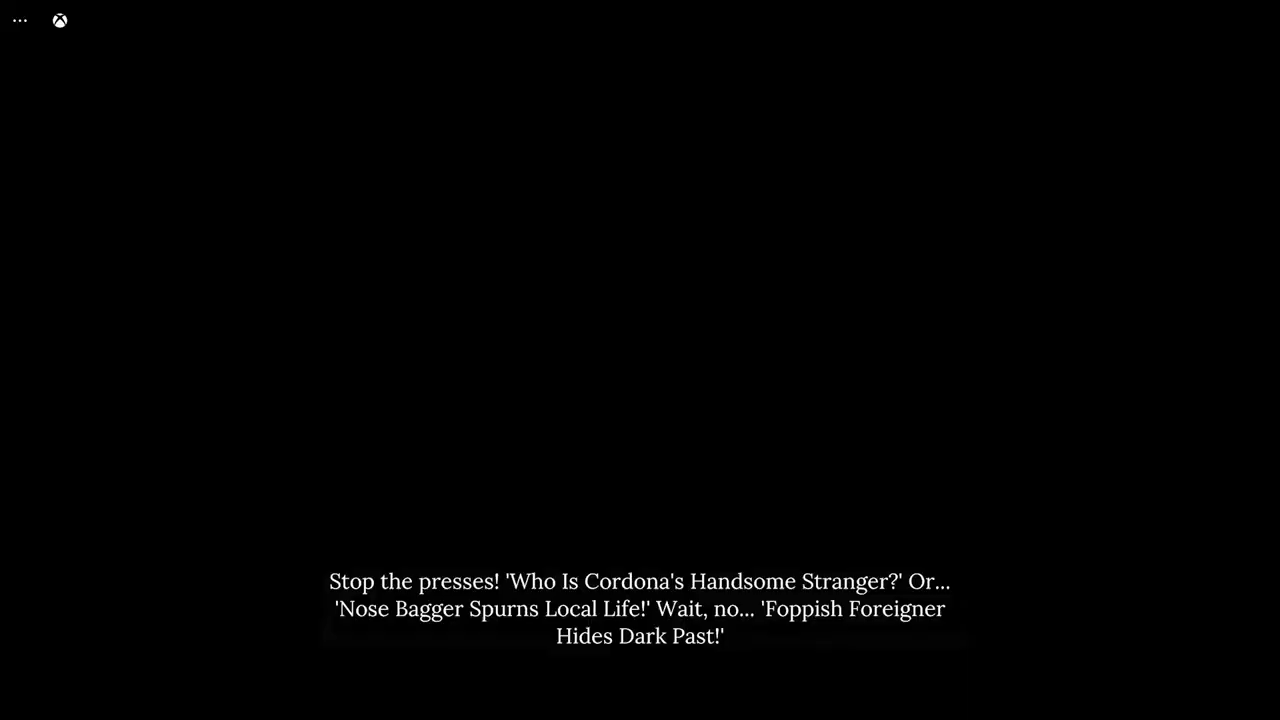 Stop the presses! 'Who Is Cordona's Handsome Stranger?' Or...
'Nose Bagger Spurns Local Life!' Wait, no... 'Foppish Foreigner
Hides Dark Past!'